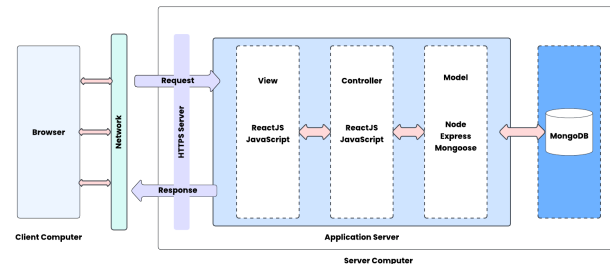 Browser
Client Computer
Network
Request
Response
HTTPS Server
View
ReactJS
JavaScript
Controller
ReactJS
JavaScript
Model
Node
Express
Mongoose
Application Server
MongoDB
Server Computer